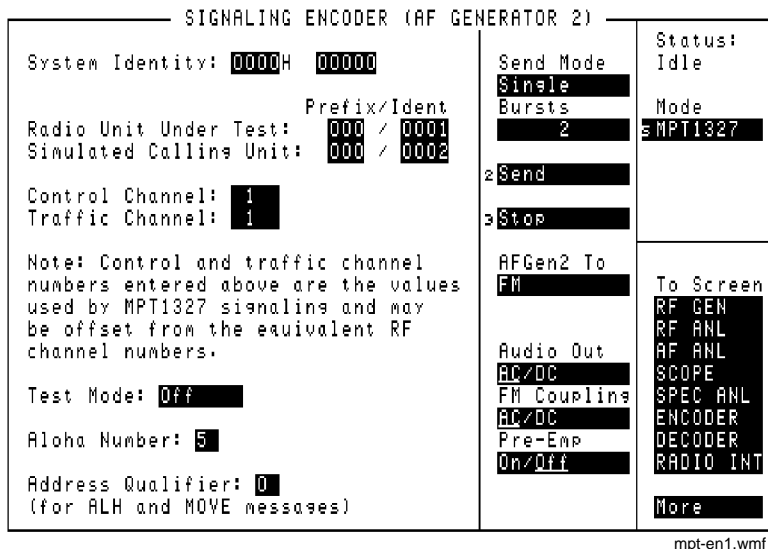 SIGNALING ENCODER (AF GENERATOR 2)
System Identity: 0000H 00000
Prefix/Ident
Radio Unit Under Test: 000 / 0001
Simulated Calling Unit: 000 / 0002
Control Channel: 1
Traffic Channel: 1
Note: Control and traffic channel
numbers entered above are the values
used by MPT1327 signaling and may
be offset from the equivalent RF
channel numbers.
Test Mode: Off
Aloha Number: 5
Address Qualifier: 0
(for ALH and MOVE messages)
Send Mode
Single
Bursts
2
2 Send
3 Stop
AFGen2 To
FM
Audio Out
AC/DC
FM Coupling
AC/DC
Pre-Emp
On/Off
Status:
Idle
Mode
5 MPT1327
To Screen
RF GEN
RF ANL
AF ANL
SCOPE
SPEC ANL
ENCODER
DECODER
RADIO INT
More
mpt-en1.wmf